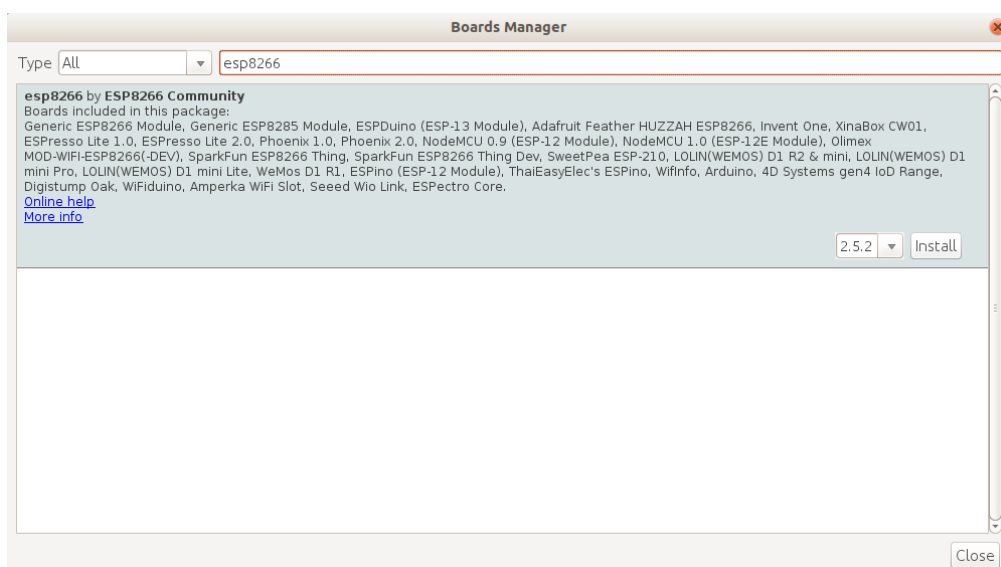 Boards Manager
Type All esp8266
esp8266 by ESP8266 Community
Boards included in this package:
Generic ESP8266 Module, Generic ESP8285 Module, ESPDuino (ESP-13 Module), Adafruit Feather HUZZAH ESP8266, Invent One, XinaBox CW01,
ESPresso Lite 1.0, ESPresso Lite 2.0, Phoenix 1.0, Phoenix 2.0, NodeMCU 0.9 (ESP-12 Module), NodeMCU 1.0 (ESP-12E Module), Olimex
MOD-WIFI-ESP8266(-DEV), SparkFun ESP8266 Thing, SparkFun ESP8266 Thing Dev, SweetPea ESP-210, LOLIN(WEMOS) D1 R2 & mini, LOLIN(WEMOS) D1
mini Pro, LOLIN(WEMOS) D1 mini Lite, WeMos D1 R1, ESPino (ESP-12 Module), ThaiEasyElec's ESPino, WifInfo, Arduino, 4D Systems gen4 IoD Range,
Digistump Oak, WiFiduino, Amperka WiFi Slot, Seeed Wio Link, ESPectro Core.
Online help
More info
2.5.2 Install
Close